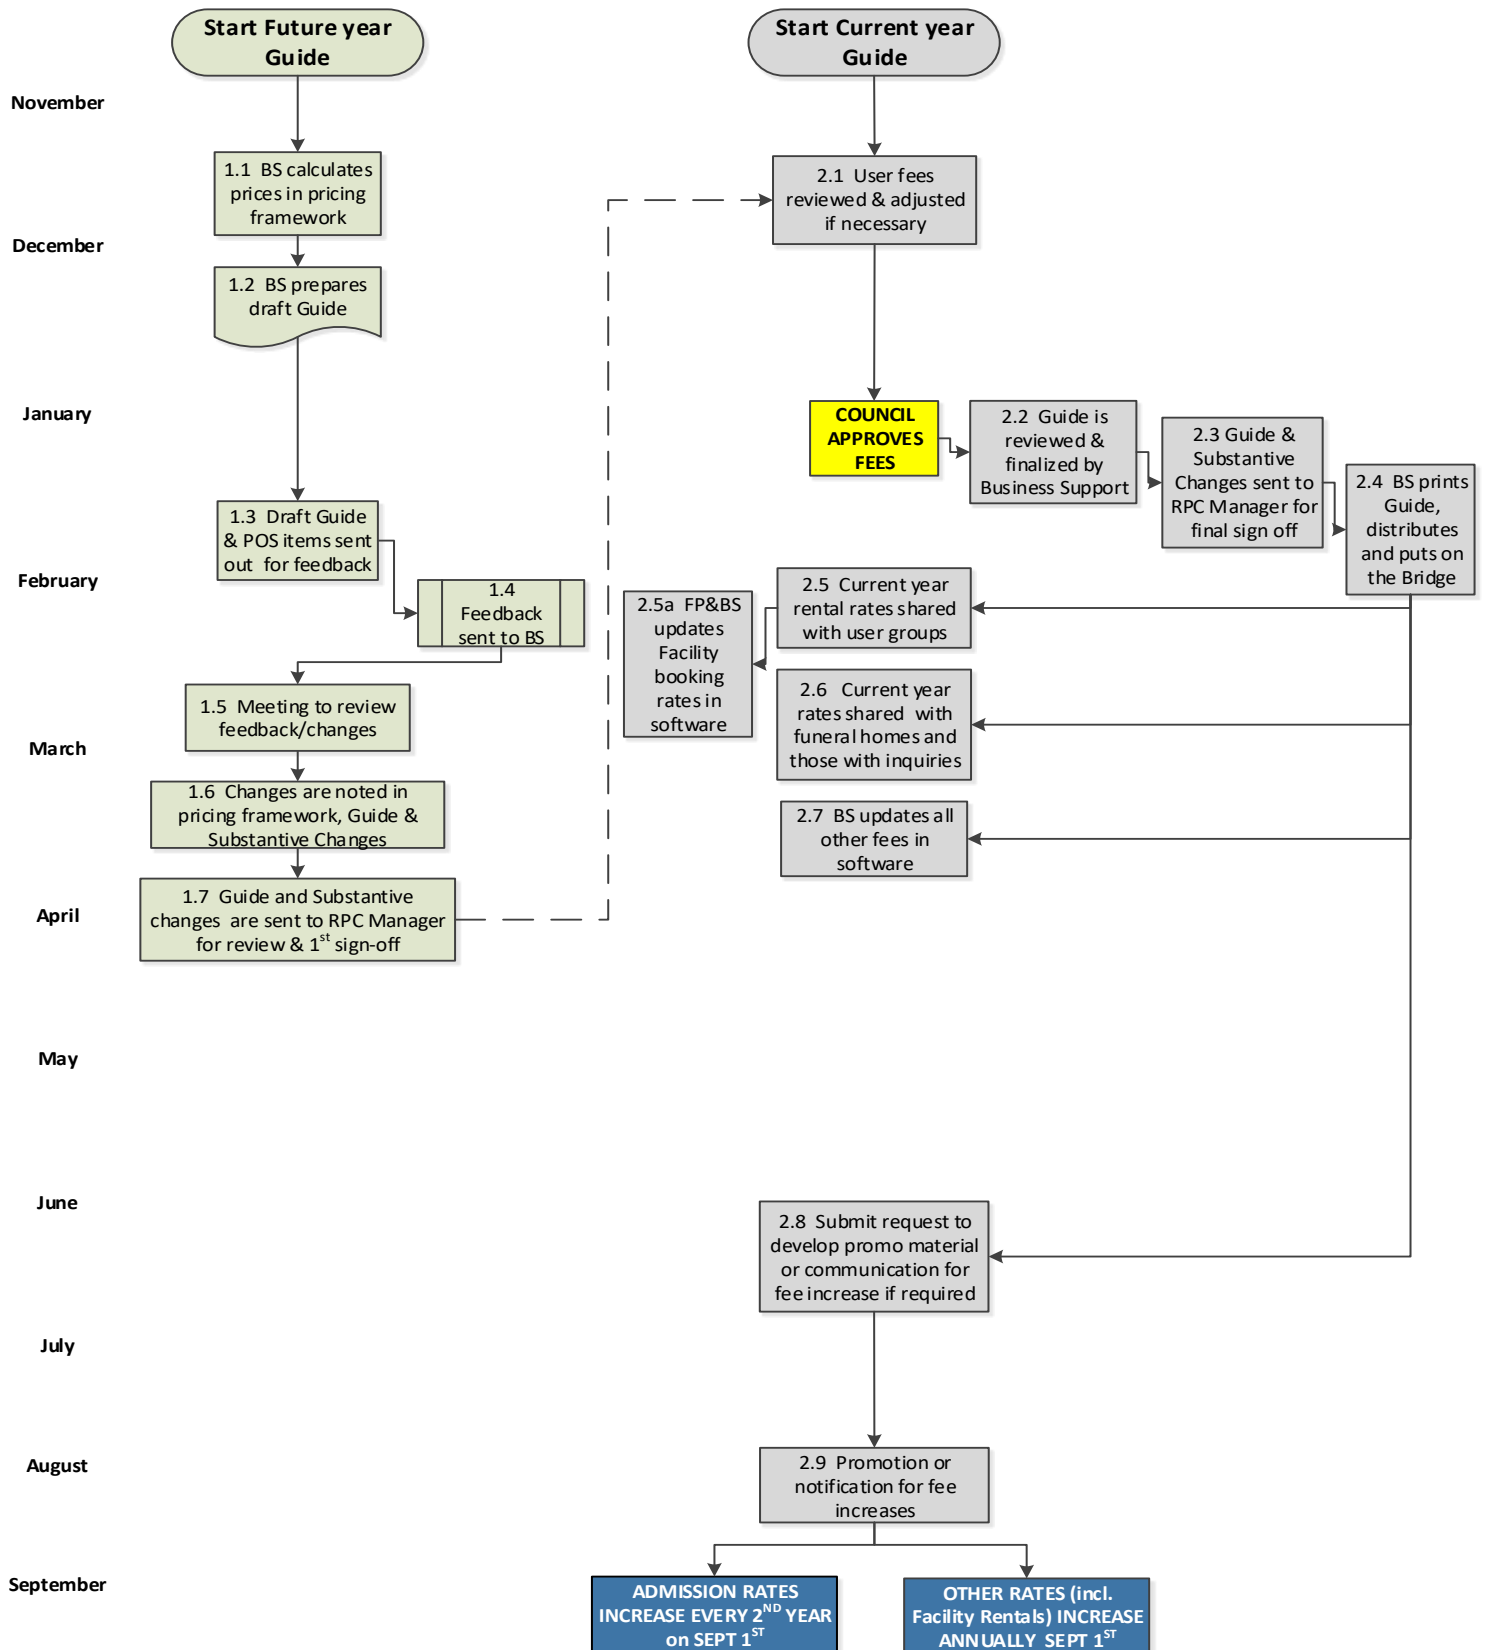 Start Future year
Guide
Start Current year
Guide
November
1.1 BS calculates
prices in pricing
framework
2.1 User fees
reviewed & adjusted
if necessary
December
1.2 BS prepares
draft Guide
January
COUNCIL
APPROVES
FEES
2.2 Guide is
reviewed &
finalized by
Business Support
2.3 Guide &
Substantive
Changes sent to
RPC Manager for
final sign off
2.4 BS prints
Guide,
distributes
and puts on
the Bridge
1.3 Draft Guide
& POS items sent
out for feedback
February
1.4
Feedback
sent to BS
2.5 Current year
rental rates shared
with user groups
2.5a FP&BS
updates
Facility
booking
rates in
software
2.6 Current year
rates shared with
funeral homes and
those with inquiries
1.5 Meeting to review
feedback/changes
March
1.6 Changes are noted in
pricing framework, Guide &
Substantive Changes
2.7 BS updates all
other fees in
software
April
1.7 Guide and Substantive
changes are sent to RPC Manager
for review & 1st sign-off
May
June
2.8 Submit request to
develop promo material
or communication for
fee increase if required
July
August
2.9 Promotion or
notification for fee
increases
September
ADMISSION RATES
INCREASE EVERY 2ND YEAR
on SEPT 1ST
OTHER RATES (incl.
Facility Rentals) INCREASE
ANNUALLY SEPT 1ST